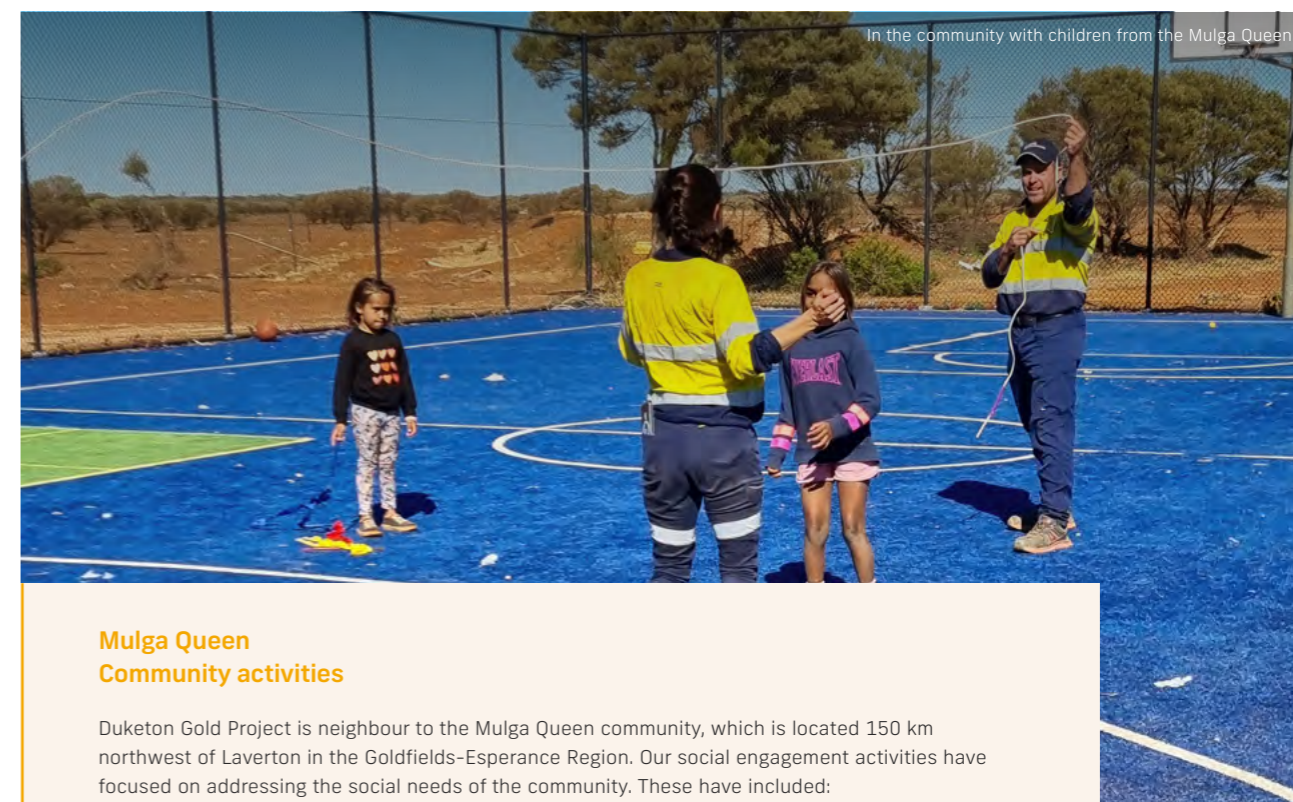 In the community with children from the Mulga Queen
EVERLAST
Mulga Queen
Community activities
Duketon Gold Project is neighbour to the Mulga Queen community, which is located 150 km
northwest of Laverton in the Goldfields-Esperance Region. Our social engagement activities have
focused on addressing the social needs of the community. These have included: